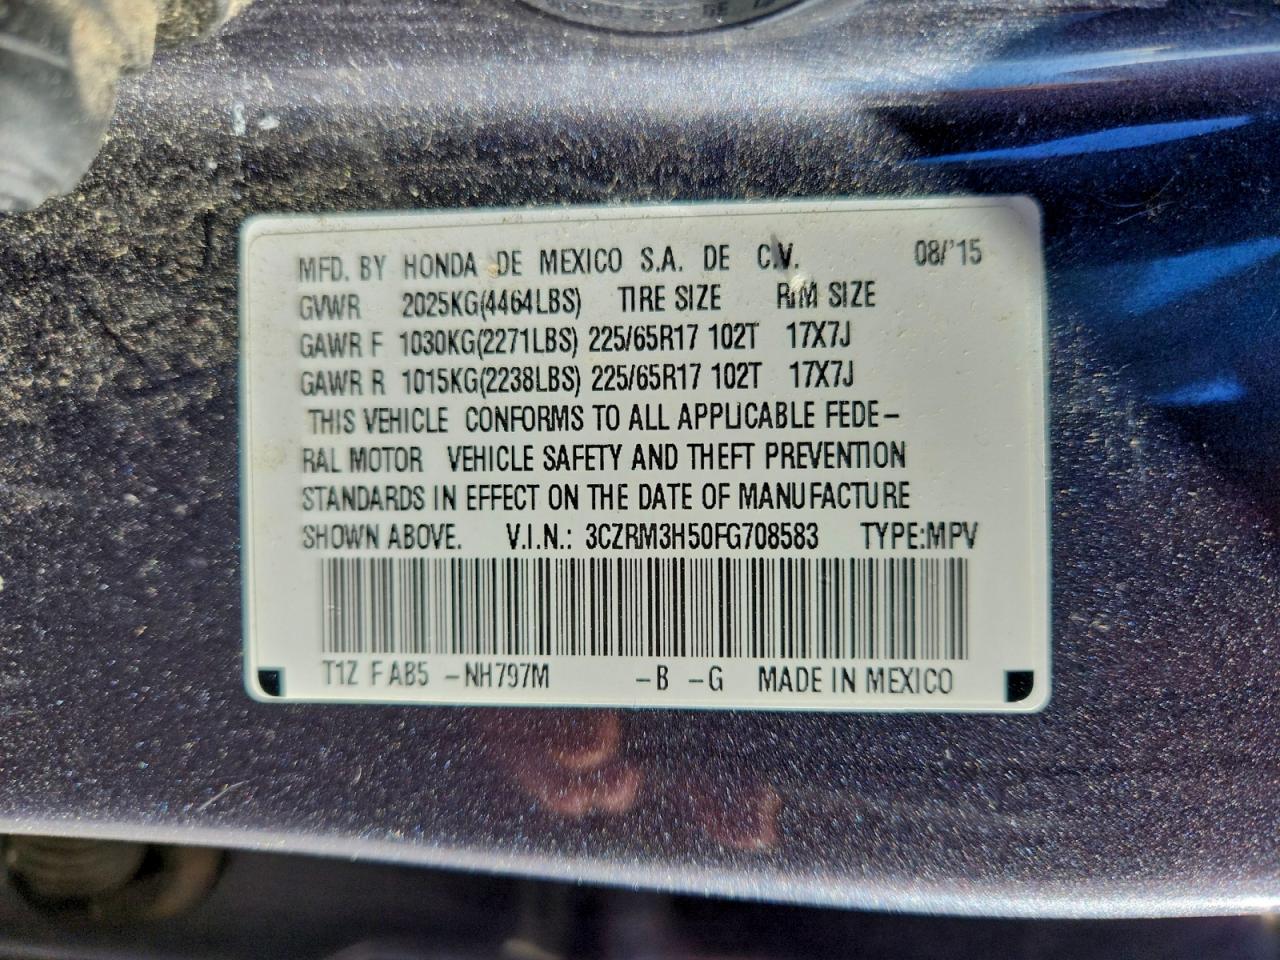 MFD. BY HONDA DE MEXICO S.A. DE C.V. 08/'15
GVWR 2025KG(4464LBS) TIRE SIZE RIM SIZE
GAWR F 1030KG(2271LBS) 225/65R17 102T 17X7J
GAWR R 1015KG(2238LBS) 225/65R17 102T 17X7J
THIS VEHICLE CONFORMS TO ALL APPLICABLE FEDE-
RAL MOTOR VEHICLE SAFETY AND THEFT PREVENTION
STANDARDS IN EFFECT ON THE DATE OF MANUFACTURE
SHOWN ABOVE. V.I.N.: 3CZRM3H50FG708583 TYPE:MPV
T1Z F AB5 -NH797M -B -G MADE IN MEXICO